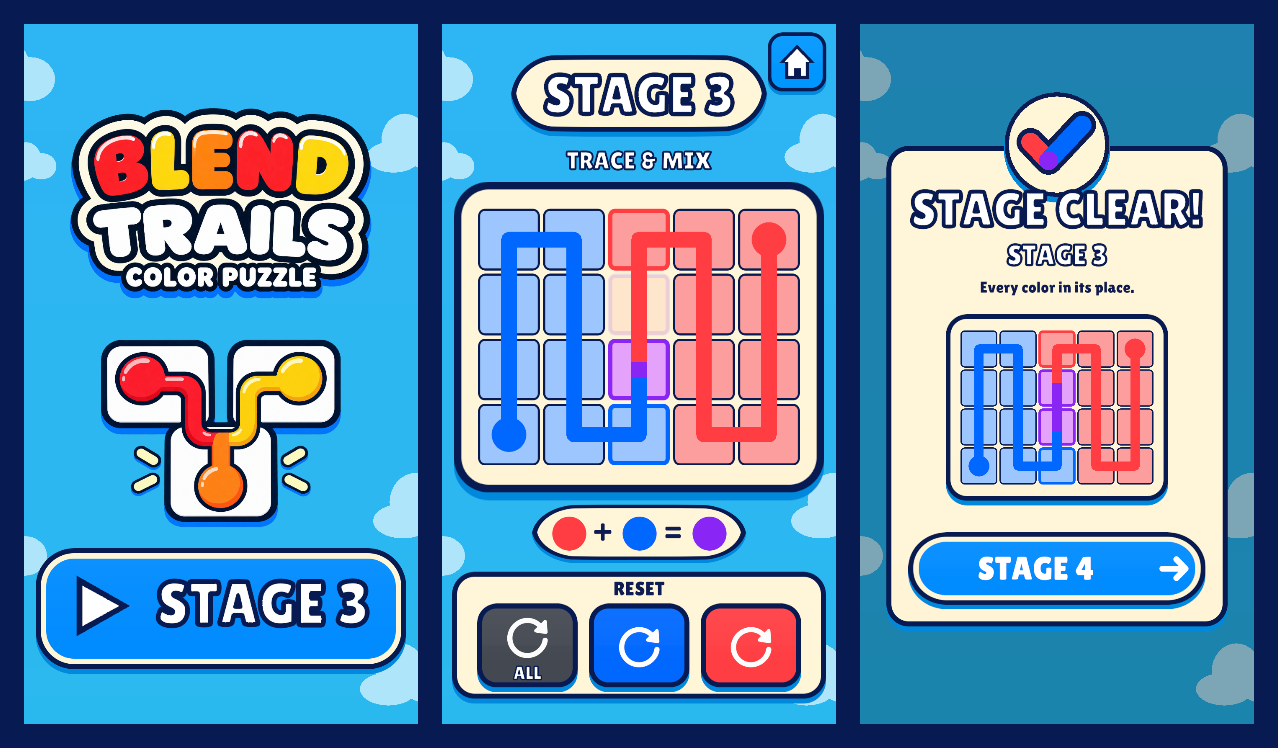 BLEND
TRAILS
COLOR PUZZLE
STAGE 3
STAGE 3
TRACE & MIX
+ =
RESET
ALL
STAGE CLEAR!
STAGE 3
Every color in its place.
STAGE 4